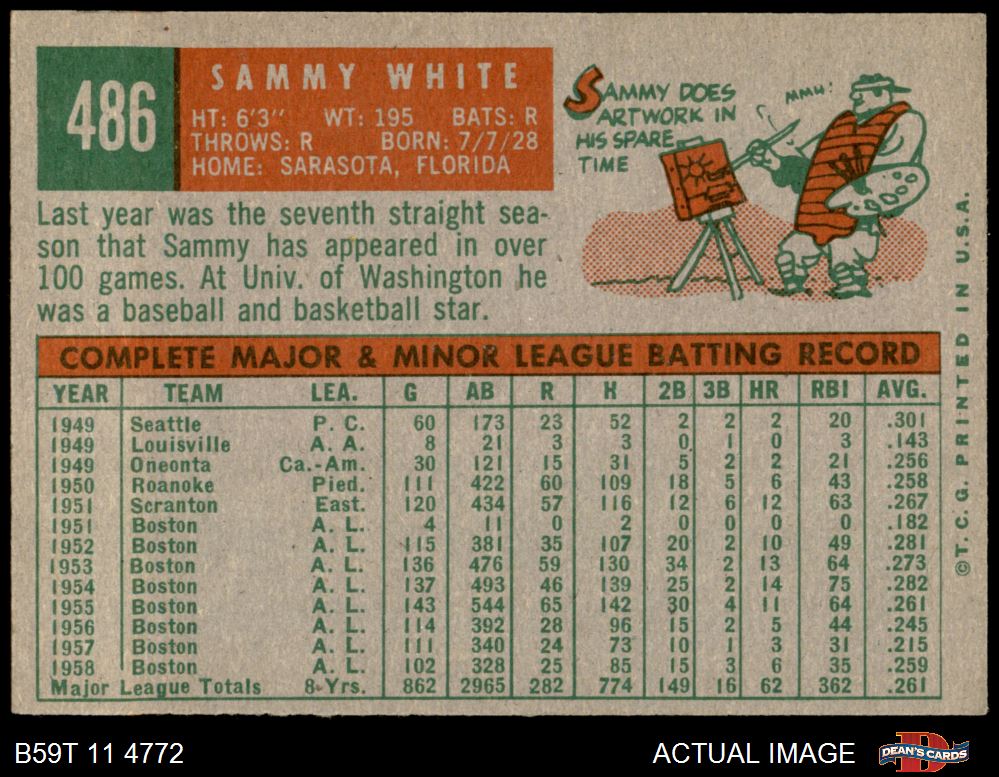 486
SAMMY WHITE
HT: 6'3" WT: 195 BATS: R
THROWS: R BORN: 7/7/28
HOME: SARASOTA, FLORIDA
SAMMY DOES
ARTWORK IN
HIS SPARE
TIME
MMM!
Last year was the seventh straight sea-
son that Sammy has appeared in over
100 games. At Univ. of Washington he
was a baseball and basketball star.
COMPLETE MAJOR & MINOR LEAGUE BATTING RECORD
YEAR TEAM LEA. G AB R H 2B 3B HR RBI AVG.
1949 Seattle P. C. 60 173 23 52 2 2 2 20 .301
1949 Louisville A. A. 8 21 3 3 0 1 0 3 .143
1949 Oneonta Ca.-Am. 30 121 15 31 5 2 2 21 .256
1950 Roanoke Pied. 111 422 60 109 18 5 6 43 .258
1951 Scranton East. 120 434 57 116 12 6 12 63 .267
1951 Boston A. L. 4 11 0 2 0 0 0 0 .182
1952 Boston A. L. 115 381 35 107 20 2 10 49 .281
1953 Boston A. L. 136 476 59 130 34 2 13 64 .273
1954 Boston A. L. 137 493 46 139 25 2 14 75 .282
1955 Boston A. L. 143 544 65 142 30 4 11 64 .261
1956 Boston A. L. 114 392 28 96 15 2 5 44 .245
1957 Boston A. L. 111 340 24 73 10 1 3 31 .215
1958 Boston A. L. 102 328 25 85 15 3 6 35 .259
Major League Totals 8-Yrs. 862 2965 282 774 149 16 62 362 .261
©T. C. G. PRINTED IN U.S.A.
B59T 11 4772
ACTUAL IMAGE
DEAN'S CARDS